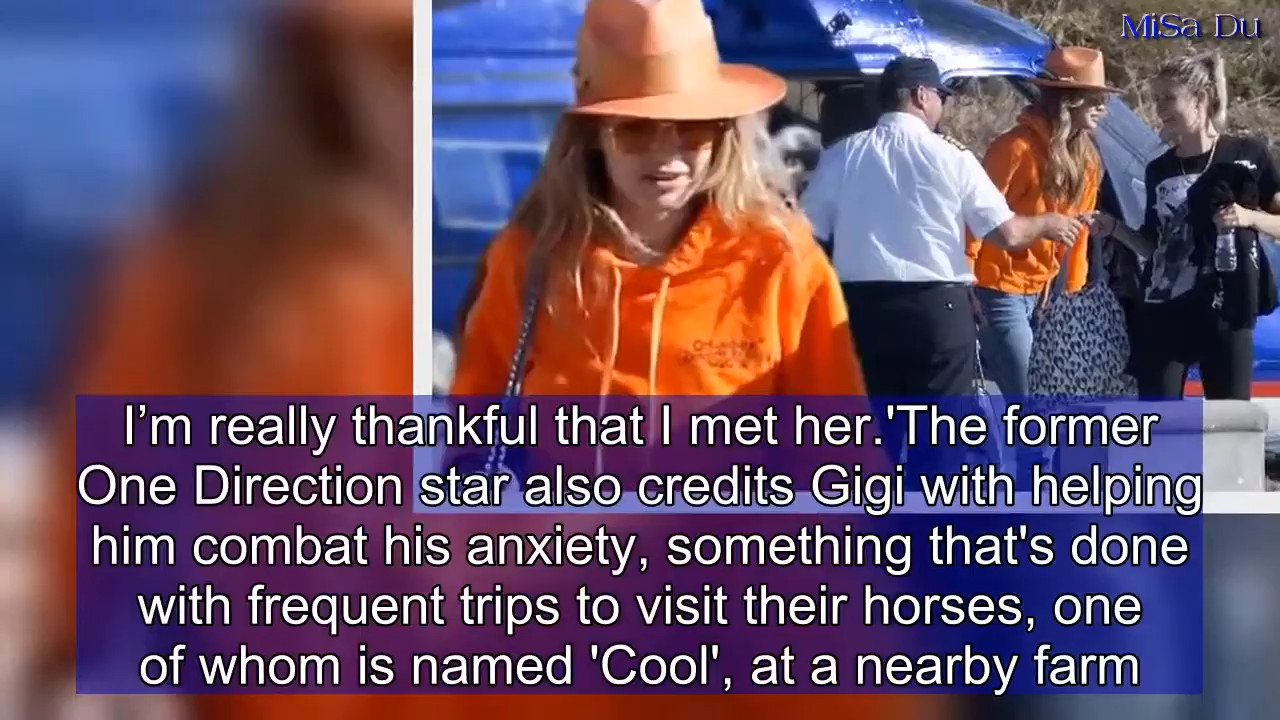 MiSa Du
I’m really thankful that I met her.'The former
One Direction star also credits Gigi with helping
him combat his anxiety, something that's done
with frequent trips to visit their horses, one
of whom is named 'Cool', at a nearby farm